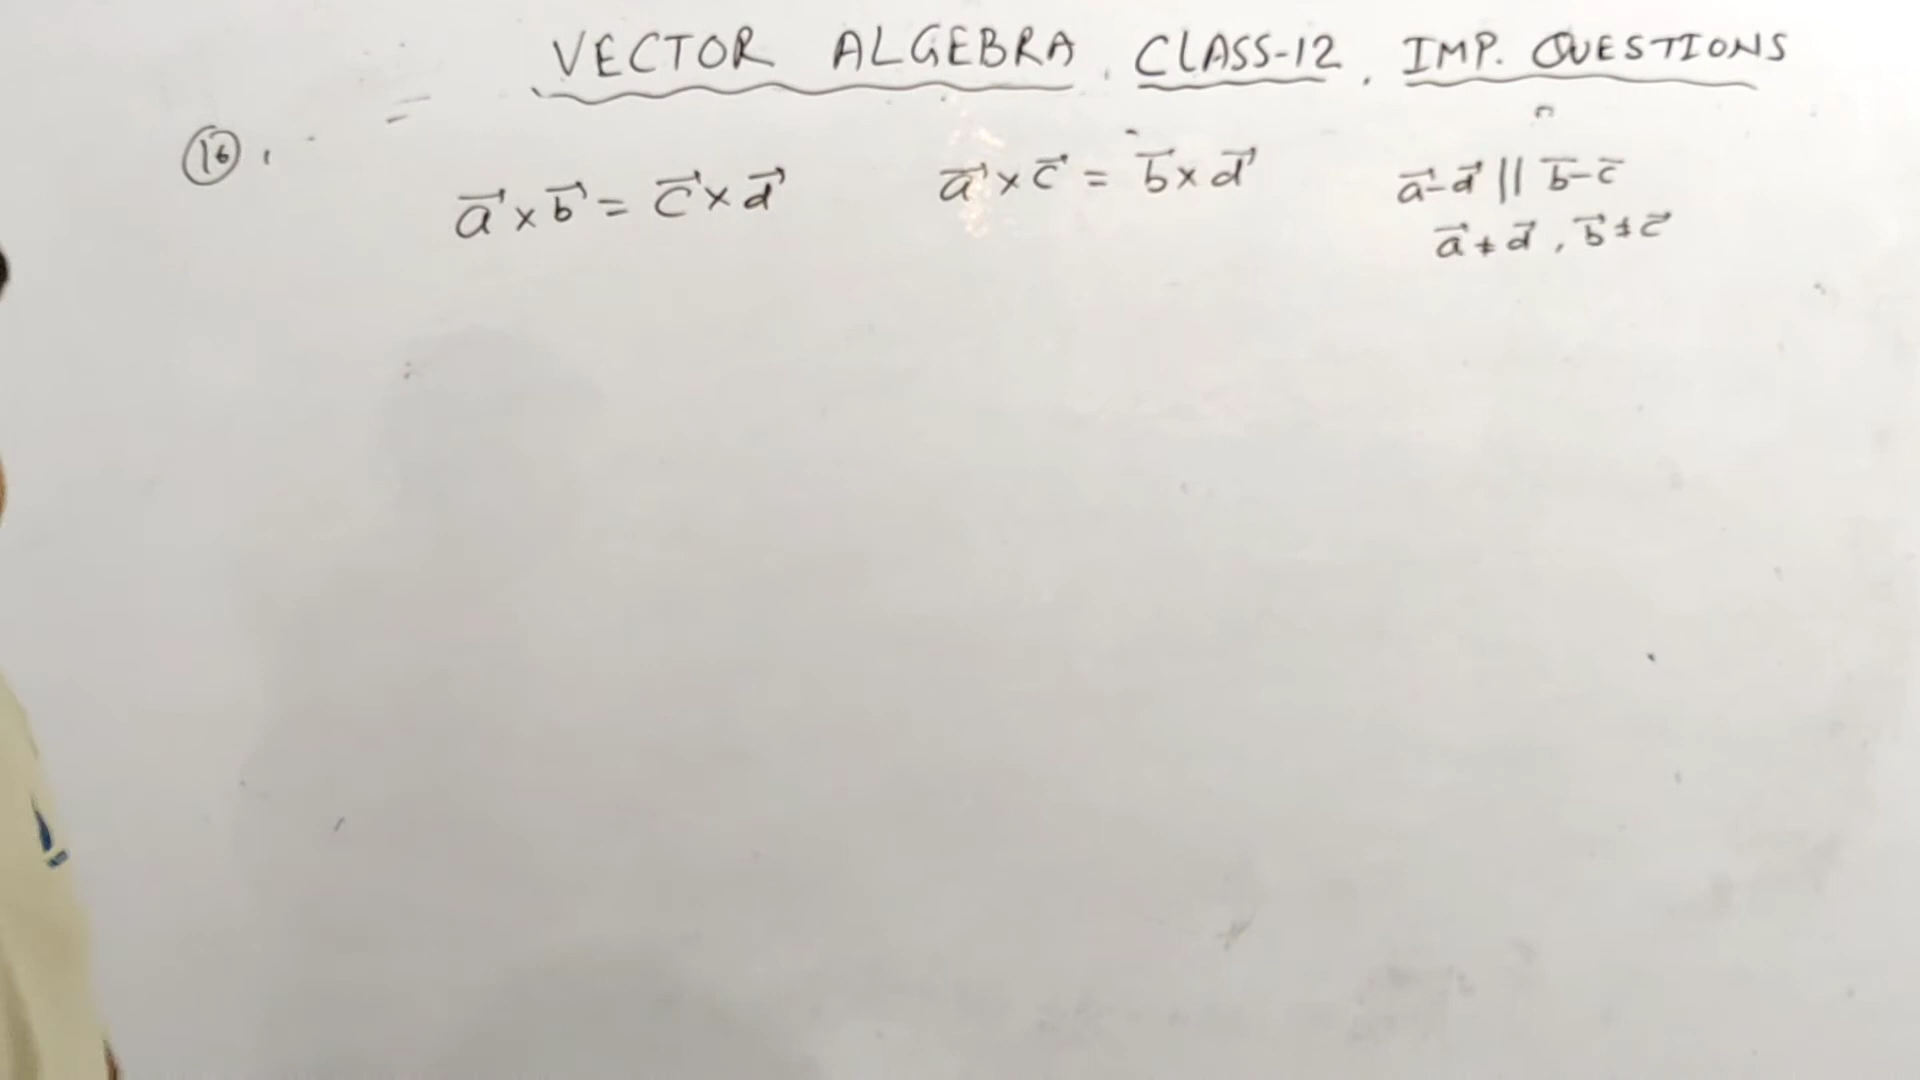 VECTOR ALGEBRA, CLASS-12, IMP. QUESTIONS
16.
a⃗ × b⃗ = c⃗ × d⃗   a⃗ × c⃗ = b⃗ × d⃗   a⃗ - d⃗ || b⃗ - c⃗
a⃗ ≠ d⃗, b⃗ ≠ c⃗